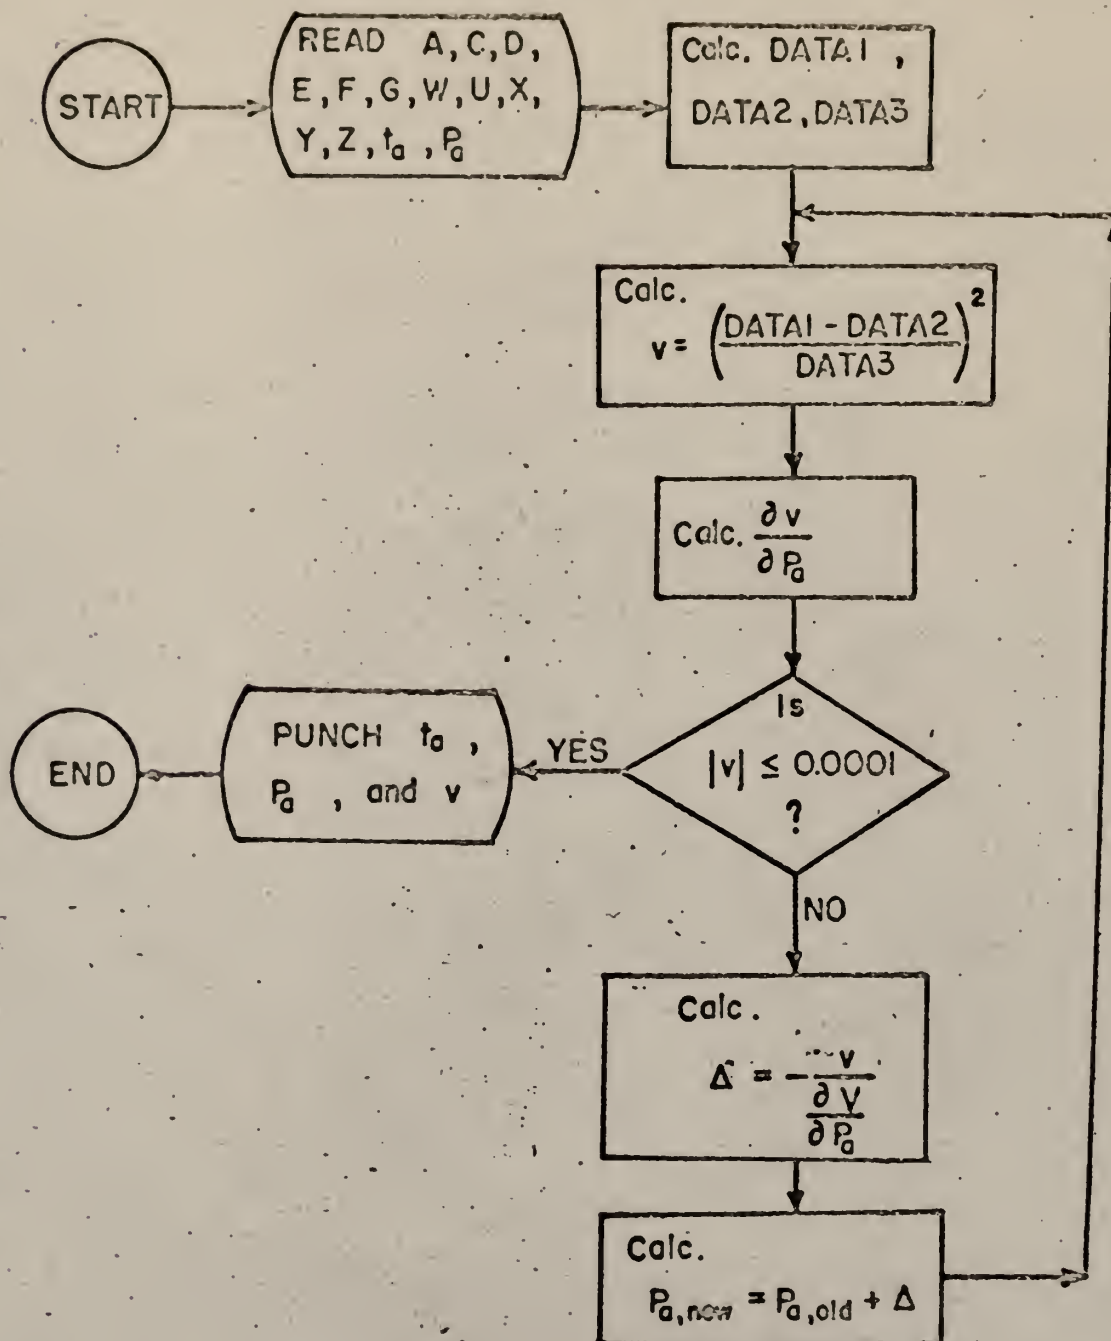 START
READ A, C, D,
E, F, G, W, U, X,
Y, Z, tₐ, Pₐ
Calc. DATA1,
DATA2, DATA3
Calc.
v = ((DATA1 - DATA2) / DATA3)²
Calc. ∂v / ∂Pₐ
Is
|v| ≤ 0.0001
?
YES
PUNCH tₐ,
Pₐ, and v
END
NO
Calc.
Δ = - v / (∂V / ∂Pₐ)
Calc.
Pₐ,new = Pₐ,old + Δ